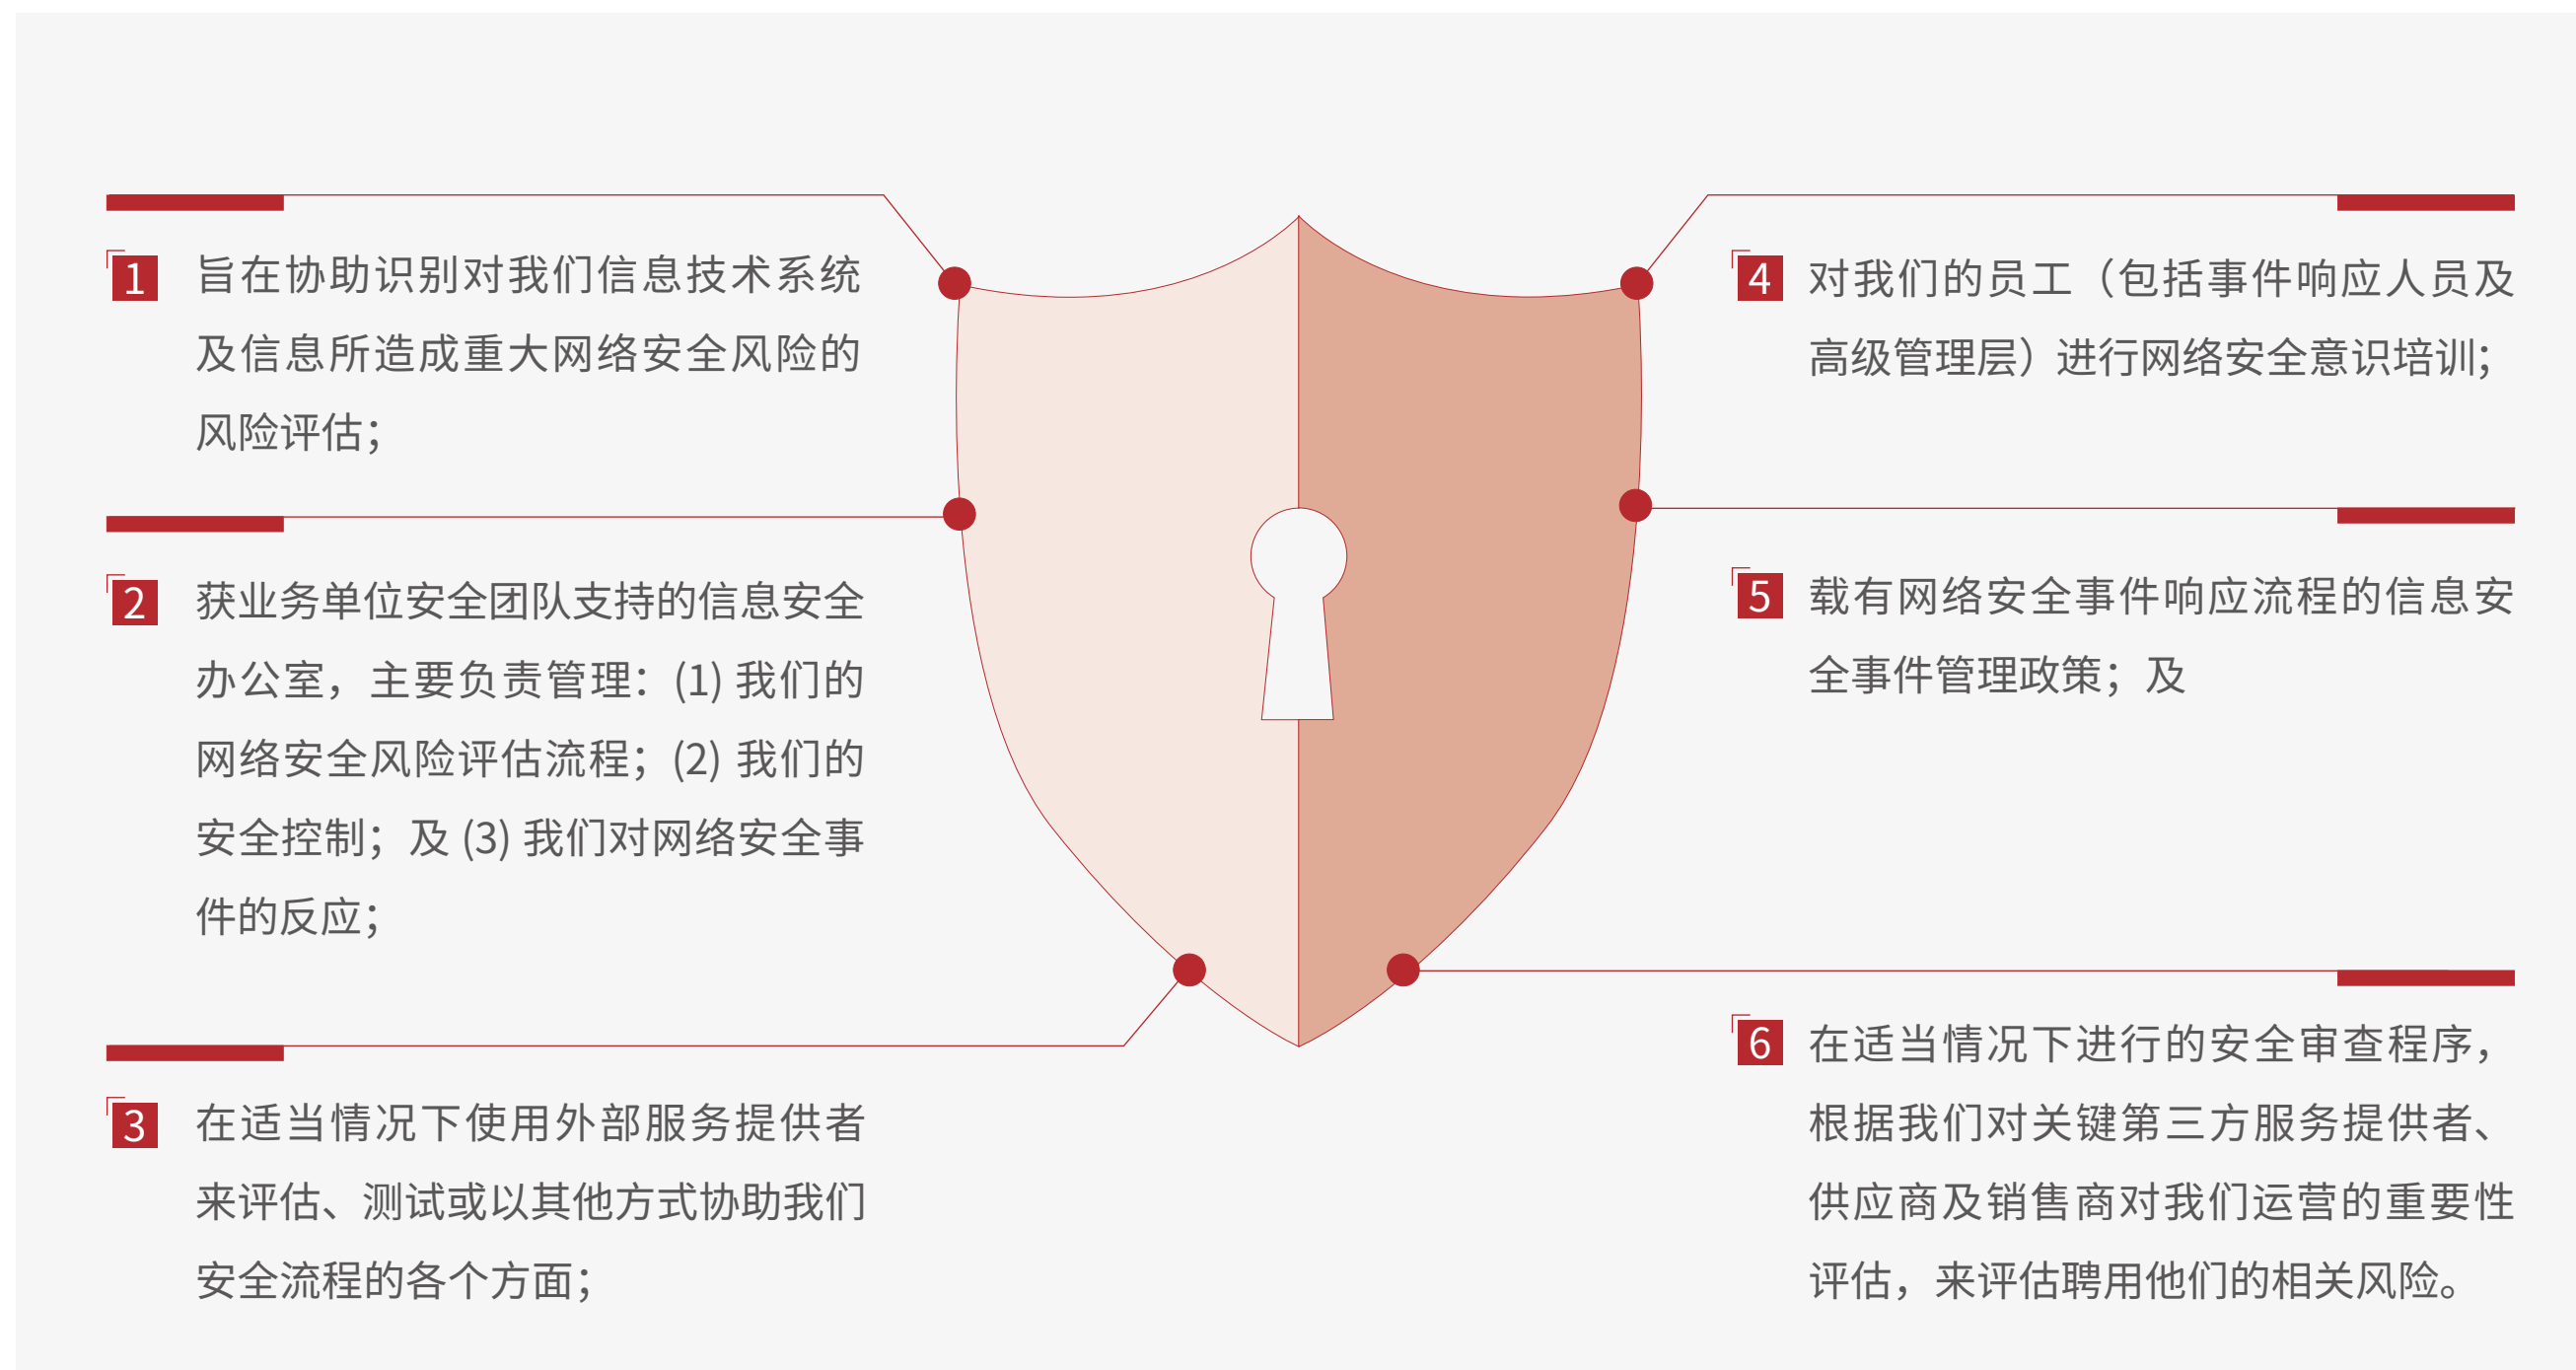 1 旨在协助识别对我们信息技术系统
及信息所造成重大网络安全风险的
风险评估；
2 获业务单位安全团队支持的信息安全
办公室，主要负责管理：(1) 我们的
网络安全风险评估流程；(2) 我们的
安全控制；及 (3) 我们对网络安全事
件的反应；
3 在适当情况下使用外部服务提供者
来评估、测试或以其他方式协助我们
安全流程的各个方面；
4 对我们的员工（包括事件响应人员及
高级管理层）进行网络安全意识培训；
5 载有网络安全事件响应流程的信息安
全事件管理政策；及
6 在适当情况下进行的安全审查程序，
根据我们对关键第三方服务提供者、
供应商及销售商对我们运营的重要性
评估，来评估聘用他们的相关风险。